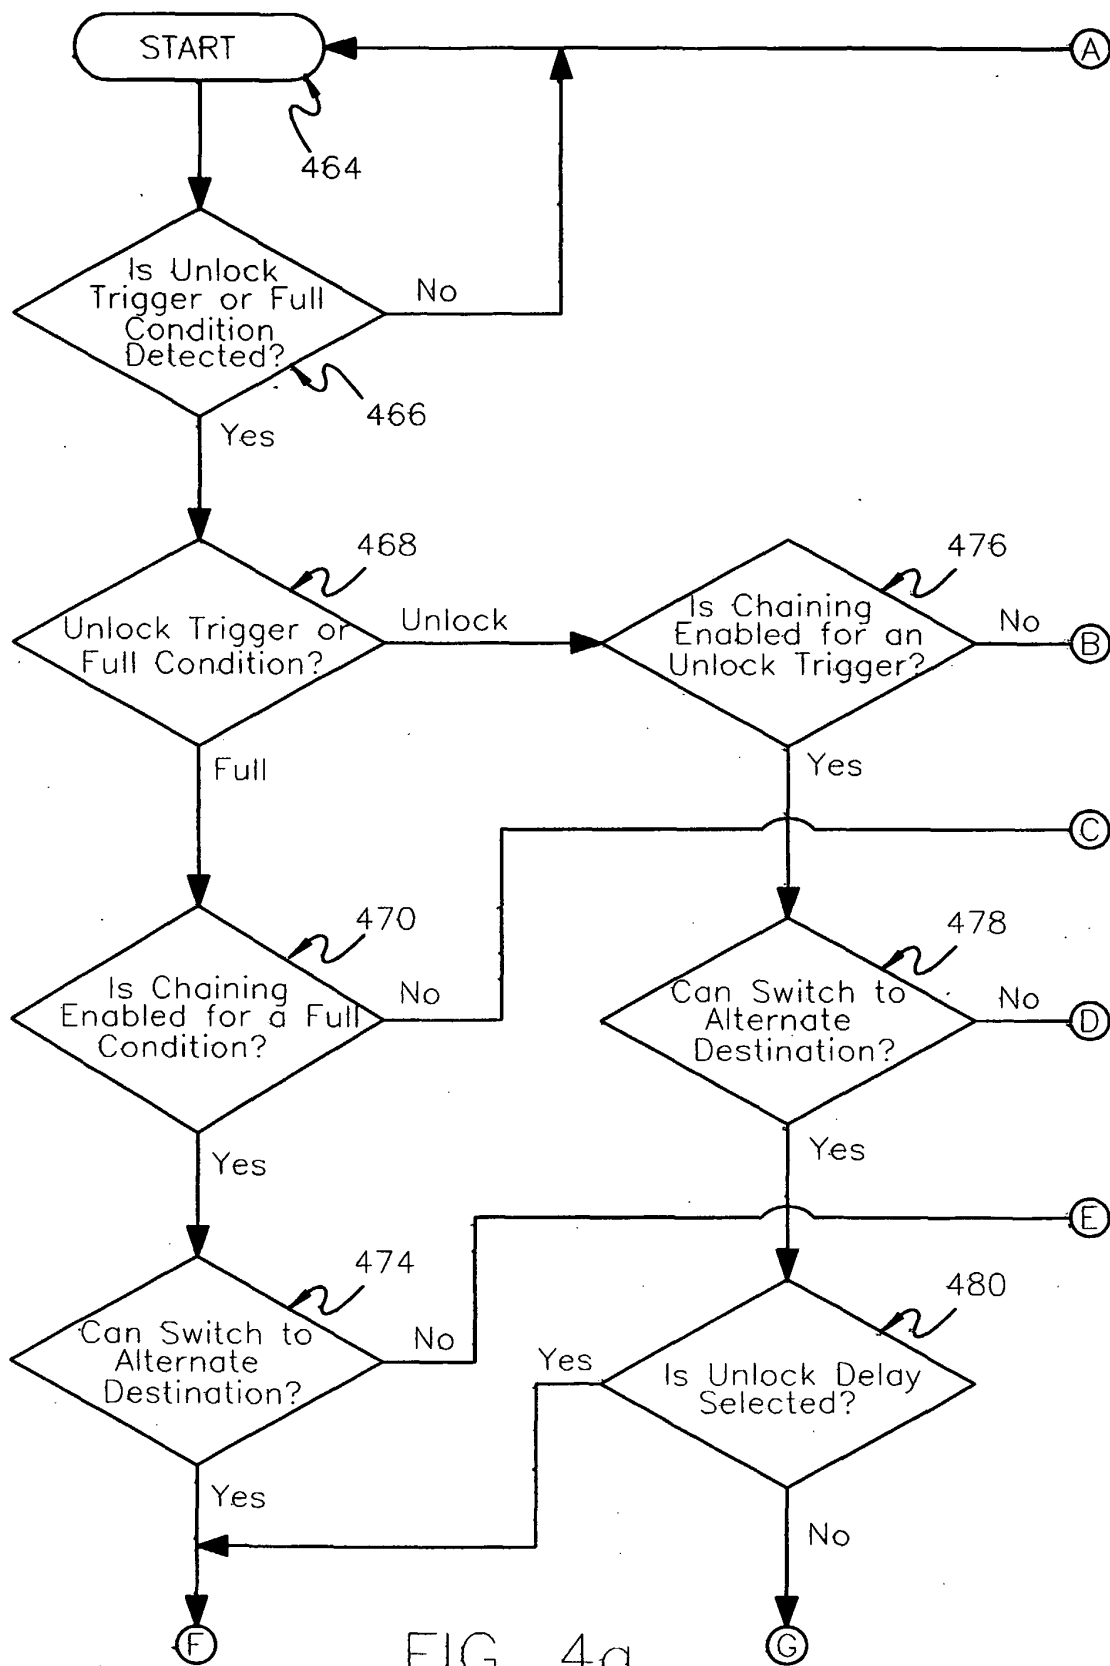 START
A
464
Is Unlock
Trigger or Full
Condition
Detected?
No
466
Yes
468
Unlock Trigger or
Full Condition?
Unlock
476
Is Chaining
Enabled for an
Unlock Trigger?
No
B
Full
Yes
C
470
Is Chaining
Enabled for a Full
Condition?
No
478
Can Switch to
Alternate
Destination?
No
D
Yes
Yes
E
474
Can Switch to
Alternate
Destination?
No
480
Is Unlock Delay
Selected?
Yes
Yes
No
F
FIG. 4a
G